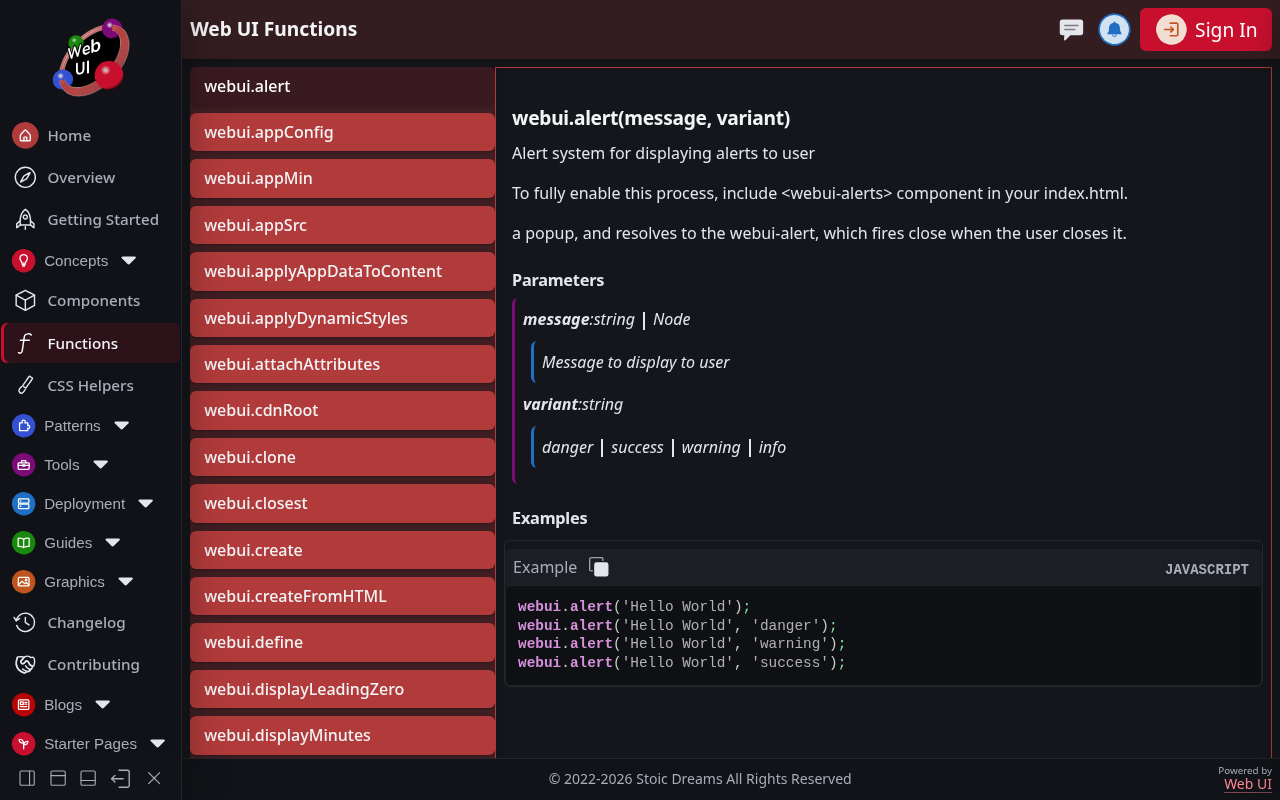 Web
UI
Home
Overview
Getting Started
Concepts
Components
Functions
CSS Helpers
Patterns
Tools
Deployment
Guides
Graphics
Changelog
Contributing
Blogs
Starter Pages
Web UI Functions
Sign In
webui.alert
webui.appConfig
webui.appMin
webui.appSrc
webui.applyAppDataToContent
webui.applyDynamicStyles
webui.attachAttributes
webui.cdnRoot
webui.clone
webui.closest
webui.create
webui.createFromHTML
webui.define
webui.displayLeadingZero
webui.displayMinutes
webui.alert(message, variant)
Alert system for displaying alerts to user
To fully enable this process, include <webui-alerts> component in your index.html.
a popup, and resolves to the webui-alert, which fires close when the user closes it.
Parameters
message:string | Node
Message to display to user
variant:string
danger | success | warning | info
Examples
Example
JAVASCRIPT
webui.alert('Hello World');
webui.alert('Hello World', 'danger');
webui.alert('Hello World', 'warning');
webui.alert('Hello World', 'success');
© 2022-2026 Stoic Dreams All Rights Reserved
Powered by
Web UI